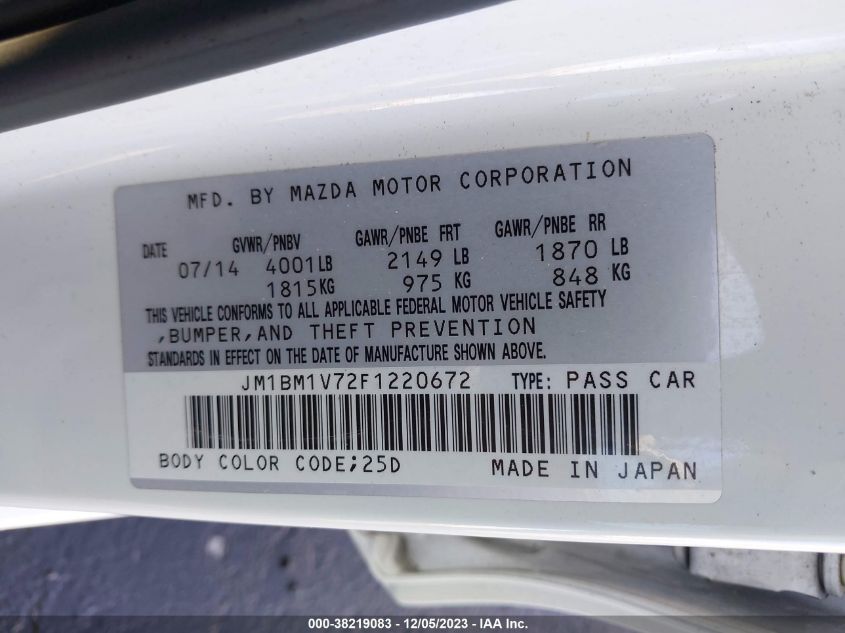 MFD. BY MAZDA MOTOR CORPORATION
DATE GVWR/PNBV GAWR/PNBE FRT GAWR/PNBE RR
07/14 4001LB 2149 LB 1870 LB
1815KG 975 KG 848 KG
THIS VEHICLE CONFORMS TO ALL APPLICABLE FEDERAL MOTOR VEHICLE SAFETY
,BUMPER,AND THEFT PREVENTION
STANDARDS IN EFFECT ON THE DATE OF MANUFACTURE SHOWN ABOVE.
JM1BM1V72F1220672 TYPE: PASS CAR
BODY COLOR CODE;25D MADE IN JAPAN
000-38219083 - 12/05/2023 - IAA Inc.